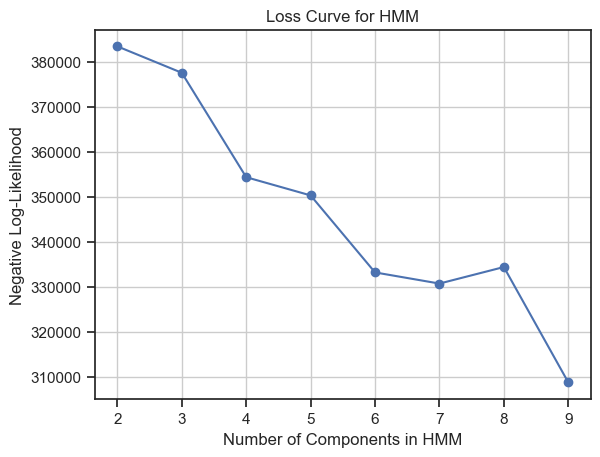 Loss Curve for HMM
Negative Log-Likelihood
380000
370000
360000
350000
340000
330000
320000
310000
2 3 4 5 6 7 8 9
Number of Components in HMM